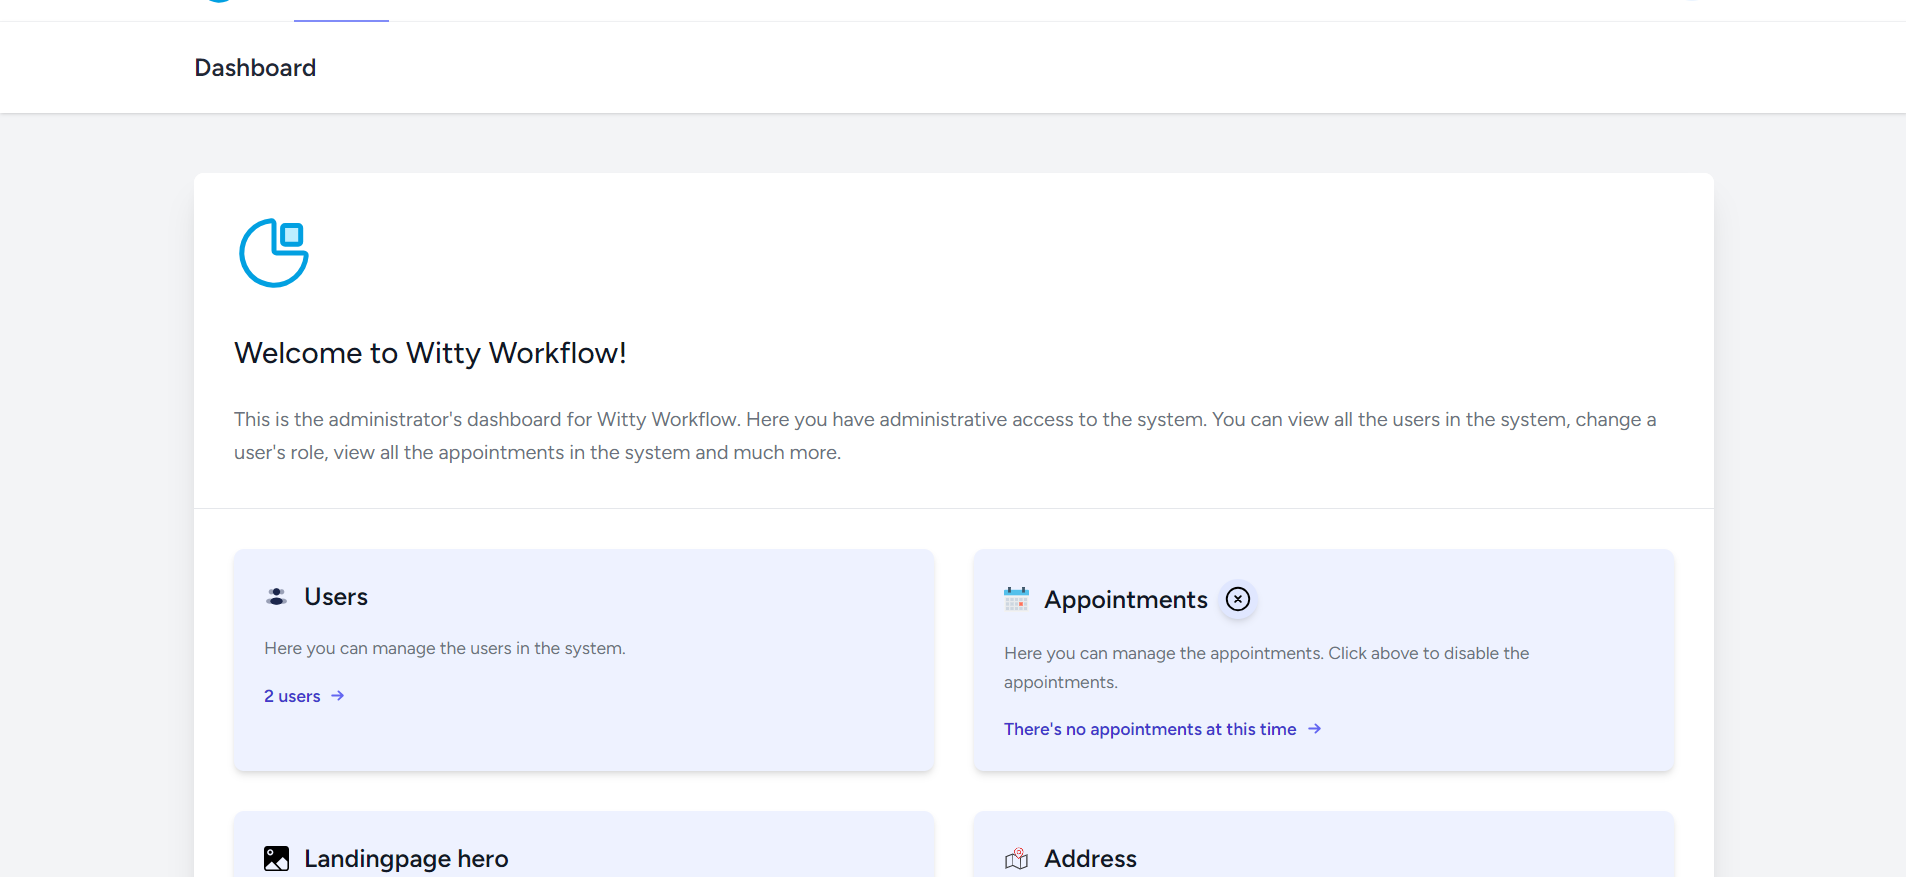 Dashboard
Welcome to Witty Workflow!
This is the administrator's dashboard for Witty Workflow. Here you have administrative access to the system. You can view all the users in the system, change a
user's role, view all the appointments in the system and much more.
Users
Here you can manage the users in the system.
2 users
Appointments
Here you can manage the appointments. Click above to disable the
appointments.
There's no appointments at this time
Landingpage hero
Address